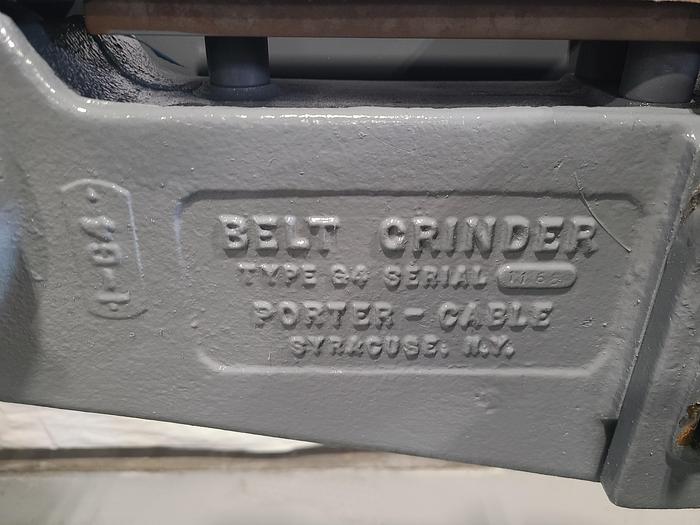 BELT GRINDER
TYPE G4 SERIAL
PORTER-CABLE
SYRACUSE, N.Y.